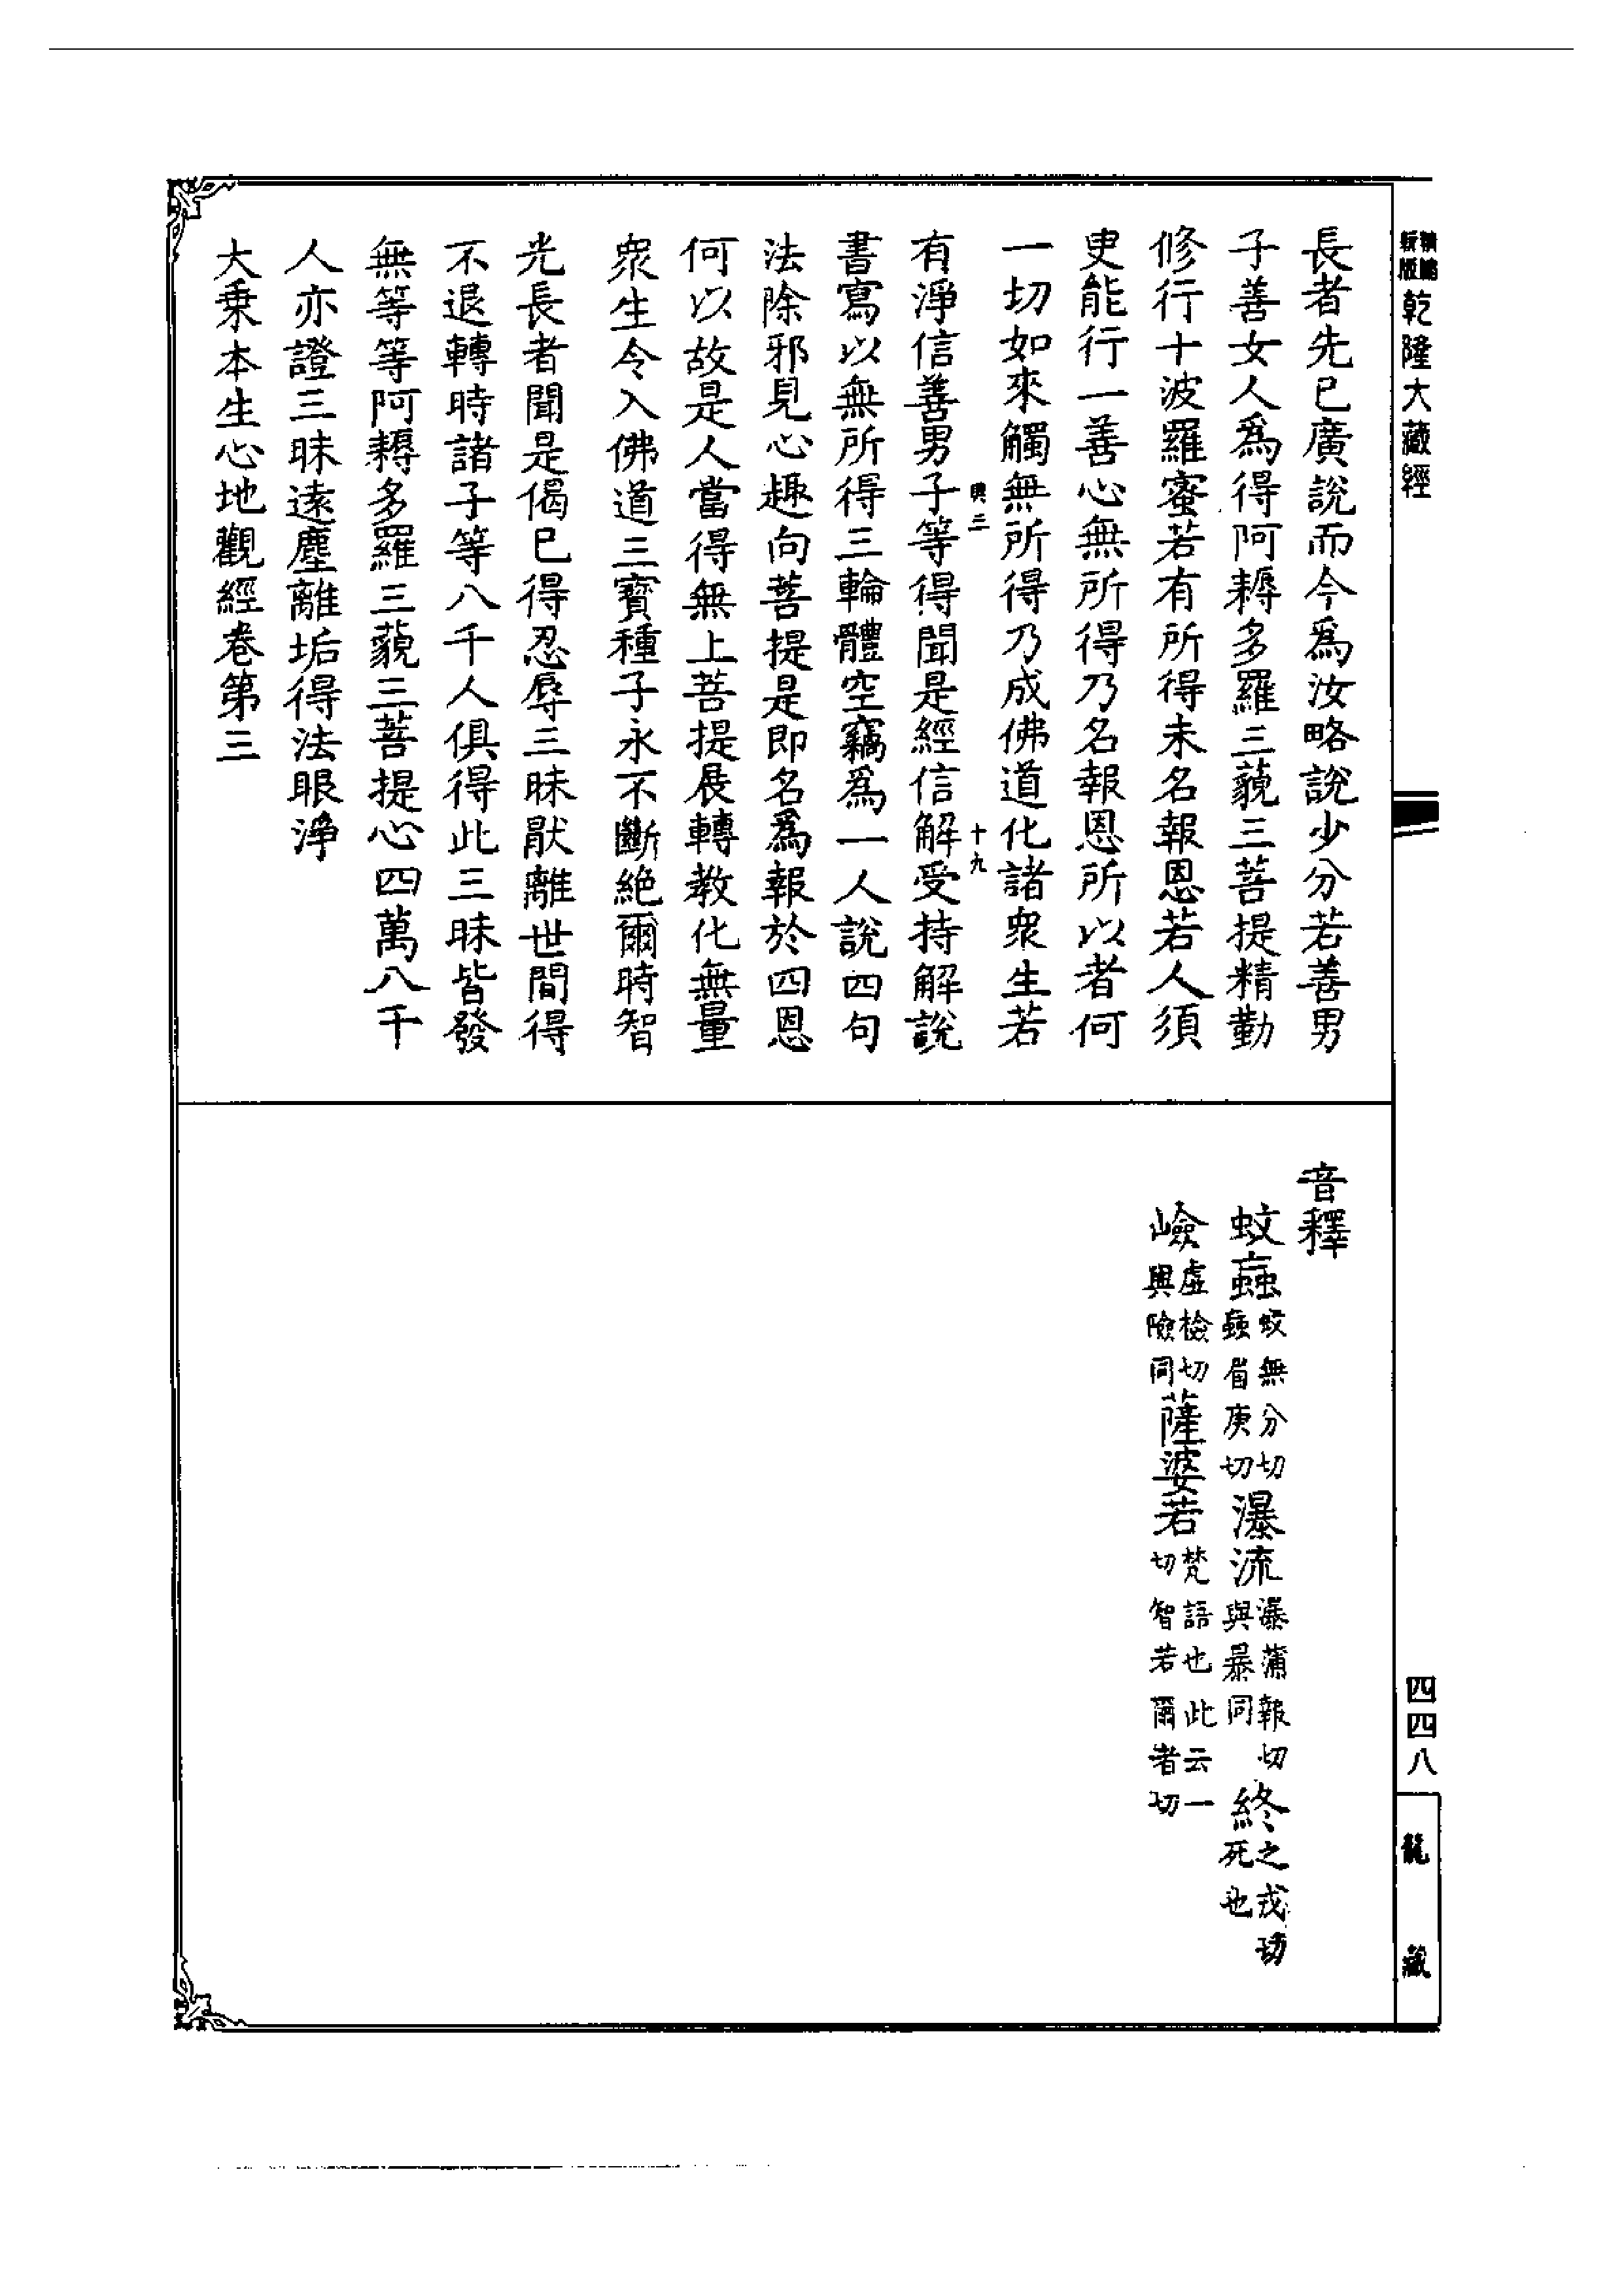 乾隆大藏經
長者先已廣說而今為汝略說少分若善男
子善女人為得阿耨多羅三藐三菩提精勤
修行十波羅蜜若有所得未名報恩若人須
臾能行一善心無所得乃名報恩所以者何
一切如來觸無所得乃成佛道化諸眾生若
興三 十九
有淨信善男子等得聞是經信解受持解說
書寫以無所得三輪體空竊為一人說四句
法除邪見心趣向菩提是即名為報於四恩
何以故是人當得無上菩提展轉教化無量
眾生令入佛道三寶種子永不斷絕爾時智
光長者聞是偈已得忍辱三昧厭離世間得
不退轉時諸子等八千人俱得此三昧皆發
無等等阿耨多羅三藐三菩提心四萬八千
人亦證三昧遠塵離垢得法眼淨
大乘本生心地觀經卷第三
音釋
蚊蝱蚊無分切蝱眉庚切瀑流瀑蒲報切與暴同終之戎切死也
嶮虛檢切與險同薩婆若梵語也此云一切智若爾者切
四四八
龍藏